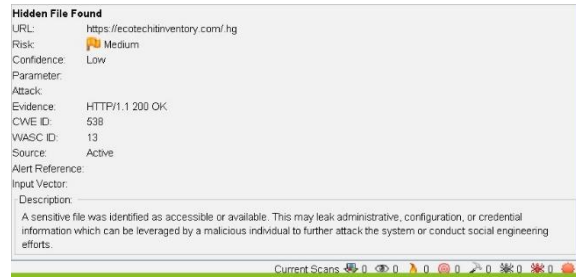 Hidden File Found
URL: https://ecotechitinventory.com/.hg
Risk: Medium
Confidence: Low
Parameter:
Attack:
Evidence: HTTP/1.1 200 OK
CWE ID: 538
WASC ID: 13
Source: Active
Alert Reference:
Input Vector:
Description:
A sensitive file was identified as accessible or available. This may leak administrative, configuration, or credential
information which can be leveraged by a malicious individual to further attack the system or conduct social engineering
efforts.
Current Scans 0 0 0 0 0 0 0